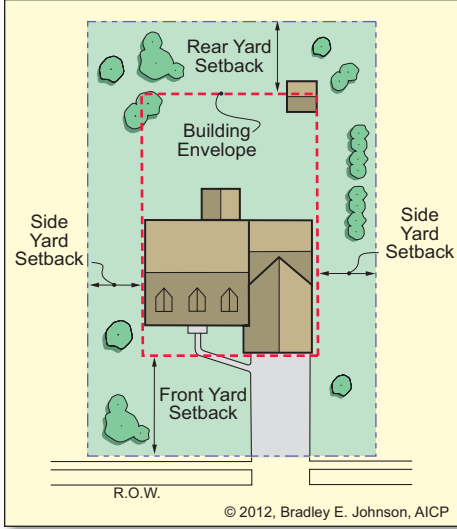 Rear Yard
Setback
Building
Envelope
Side
Yard
Setback
Side
Yard
Setback
Front Yard
Setback
R.O.W.
© 2012, Bradley E. Johnson, AICP